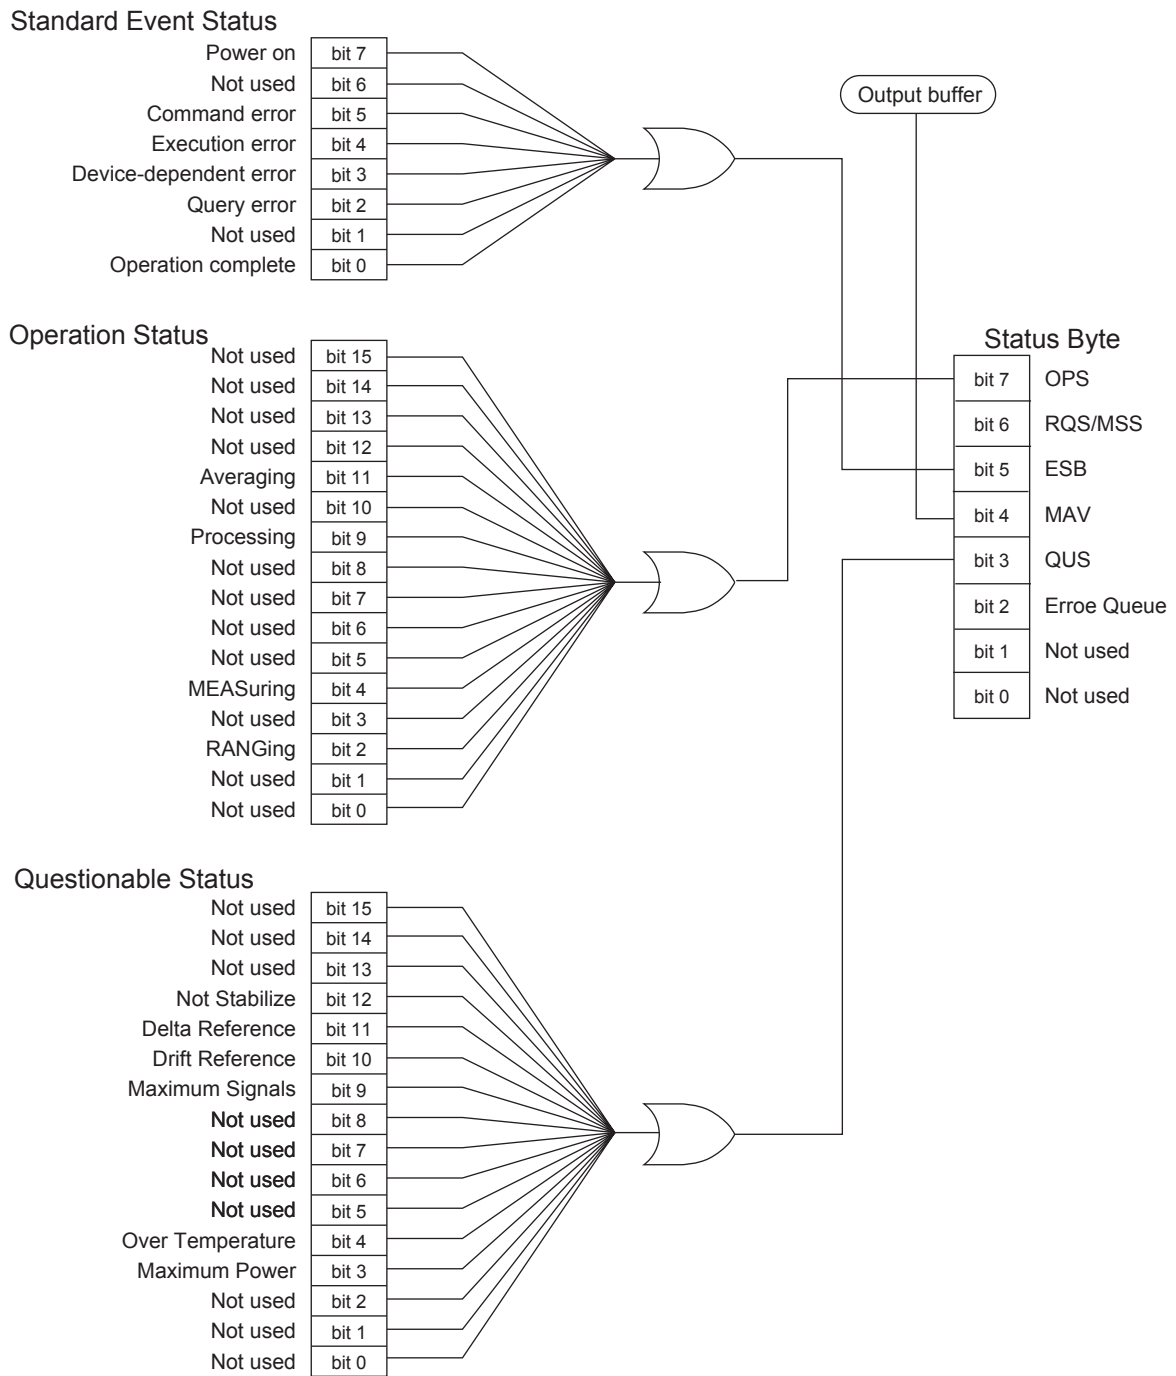 Standard Event Status
Power on bit 7
Not used bit 6
Command error bit 5
Execution error bit 4
Device-dependent error bit 3
Query error bit 2
Not used bit 1
Operation complete bit 0
Output buffer
Operation Status
Not used bit 15
Not used bit 14
Not used bit 13
Not used bit 12
Averaging bit 11
Not used bit 10
Processing bit 9
Not used bit 8
Not used bit 7
Not used bit 6
Not used bit 5
MEASuring bit 4
Not used bit 3
RANGing bit 2
Not used bit 1
Not used bit 0
Status Byte
bit 7 OPS
bit 6 RQS/MSS
bit 5 ESB
bit 4 MAV
bit 3 QUS
bit 2 Erroe Queue
bit 1 Not used
bit 0 Not used
Questionable Status
Not used bit 15
Not used bit 14
Not used bit 13
Not Stabilize bit 12
Delta Reference bit 11
Drift Reference bit 10
Maximum Signals bit 9
Not used bit 8
Not used bit 7
Not used bit 6
Not used bit 5
Over Temperature bit 4
Maximum Power bit 3
Not used bit 2
Not used bit 1
Not used bit 0